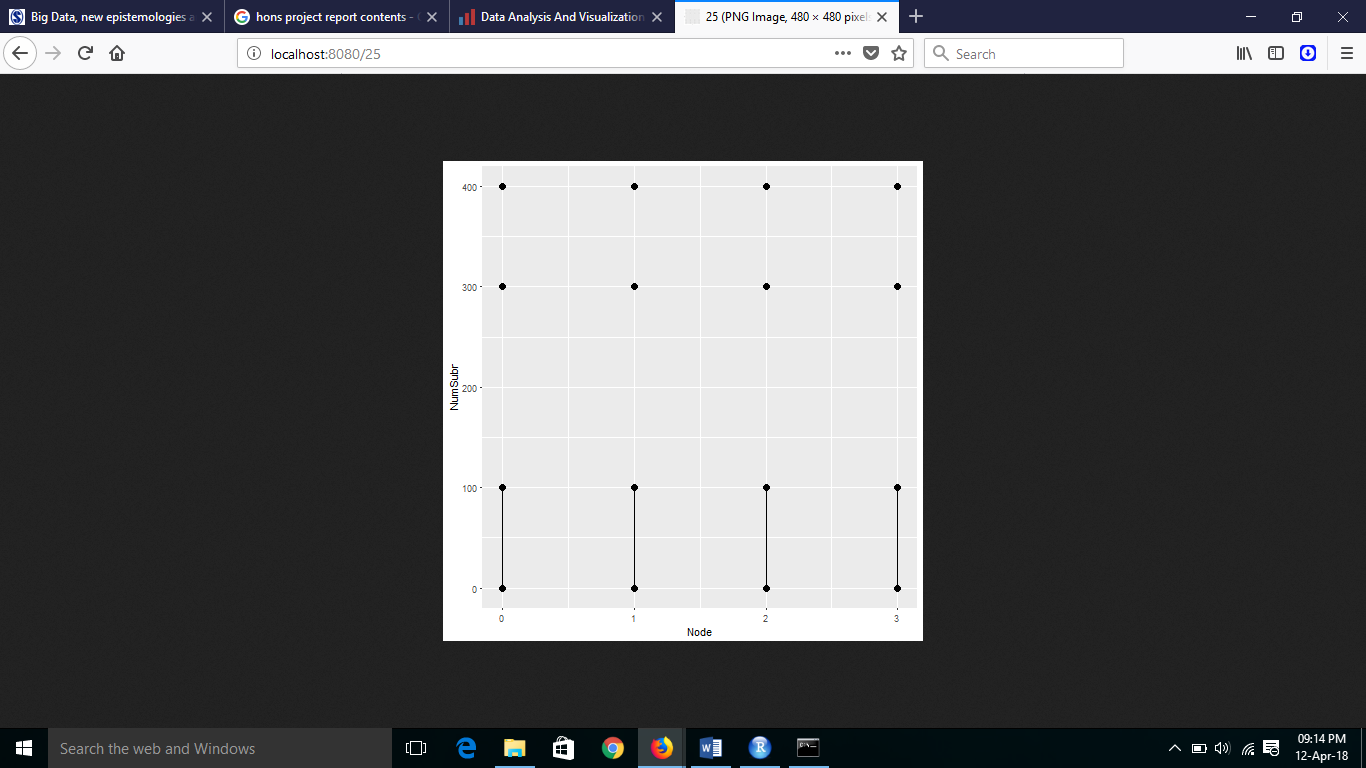 Big Data, new epistemologies a
hons project report contents - G
Data Analysis And Visualization
25 (PNG Image, 480 × 480 pixels
localhost:8080/25
Search
400
300
200
100
0
NumSubr
0 1 2 3
Node
Search the web and Windows
09:14 PM
12-Apr-18